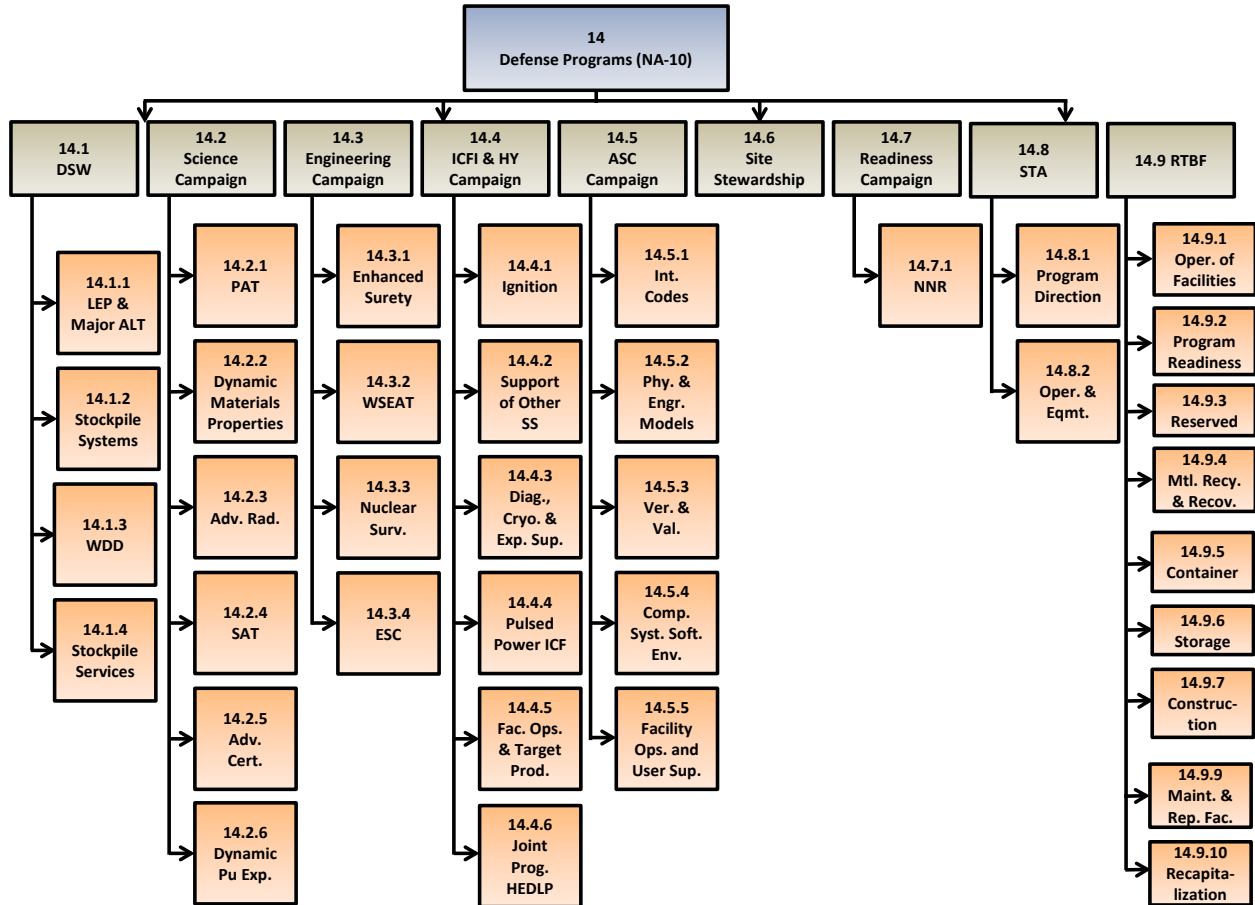 14
Defense Programs (NA-10)
14.1
DSW
14.2
Science
Campaign
14.3
Engineering
Campaign
14.4
ICFI & HY
Campaign
14.5
ASC
Campaign
14.6
Site
Stewardship
14.7
Readiness
Campaign
14.8
STA
14.9 RTBF
14.1.1
LEP &
Major ALT
14.1.2
Stockpile
Systems
14.1.3
WDD
14.1.4
Stockpile
Services
14.2.1
PAT
14.2.2
Dynamic
Materials
Properties
14.2.3
Adv. Rad.
14.2.4
SAT
14.2.5
Adv.
Cert.
14.2.6
Dynamic
Pu Exp.
14.3.1
Enhanced
Surety
14.3.2
WSEAT
14.3.3
Nuclear
Surv.
14.3.4
ESC
14.4.1
Ignition
14.4.2
Support
of Other
SS
14.4.3
Diag.,
Cryo. &
Exp. Sup.
14.4.4
Pulsed
Power ICF
14.4.5
Fac. Ops.
& Target
Prod.
14.4.6
Joint
Prog.
HEDLP
14.5.1
Int.
Codes
14.5.2
Phy. &
Engr.
Models
14.5.3
Ver. &
Val.
14.5.4
Comp.
Syst. Soft.
Env.
14.5.5
Facility
Ops. and
User Sup.
14.7.1
NNR
14.8.1
Program
Direction
14.8.2
Oper. &
Eqmt.
14.9.1
Oper. of
Facilities
14.9.2
Program
Readiness
14.9.3
Reserved
14.9.4
Mtl. Recy.
& Recov.
14.9.5
Container
14.9.6
Storage
14.9.7
Construc-
tion
14.9.9
Maint. &
Rep. Fac.
14.9.10
Recapita-
lization